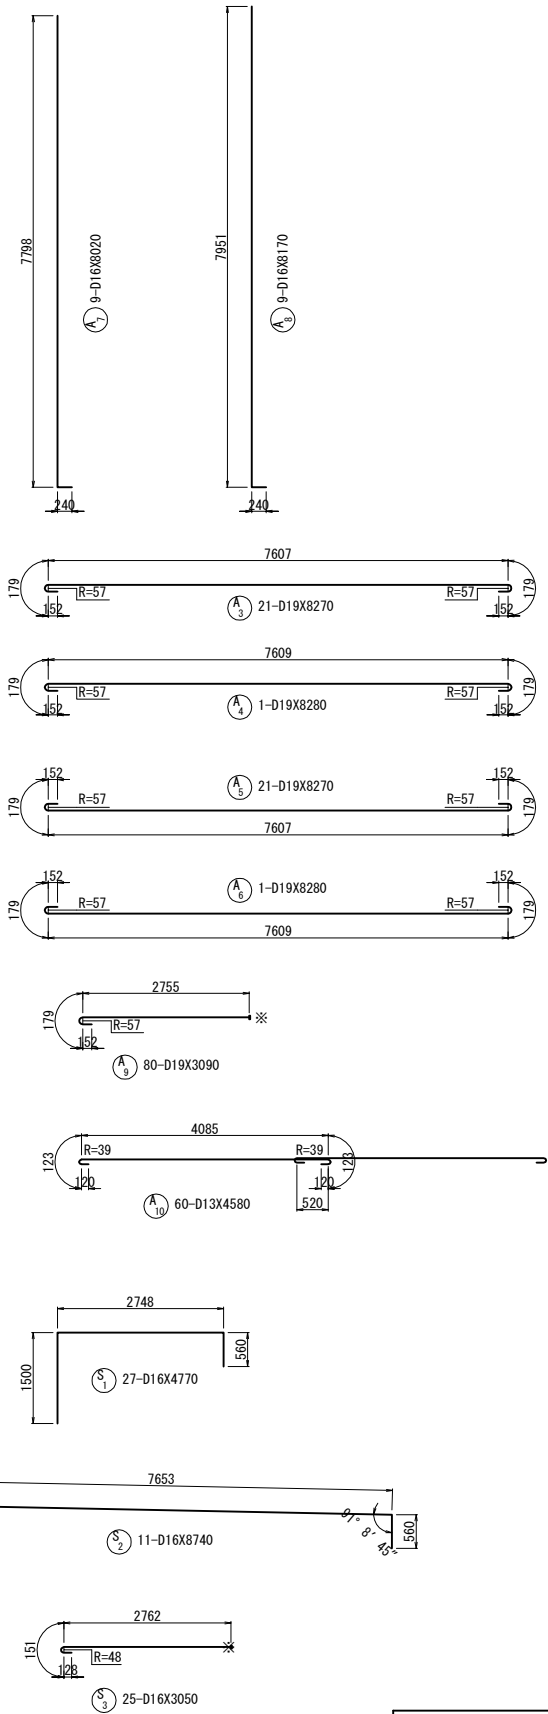 7798
A7 9-D16X8020
240
7951
A8 9-D16X8170
240
7607
179
R=57
152
R=57
152
179
A3 21-D19X8270
7609
179
R=57
152
R=57
152
179
A4 1-D19X8280
152
A5 21-D19X8270
152
179
R=57
R=57
179
7607
152
A6 1-D19X8280
152
179
R=57
R=57
179
7609
2755
179
※
R=57
152
A9 80-D19X3090
4085
123
R=39
R=39
123
120
120
520
A10 60-D13X4580
2748
1500
560
S1 27-D16X4770
7653
91° 8' 45"
560
S2 11-D16X8740
2762
151
※
R=48
128
S3 25-D16X3050